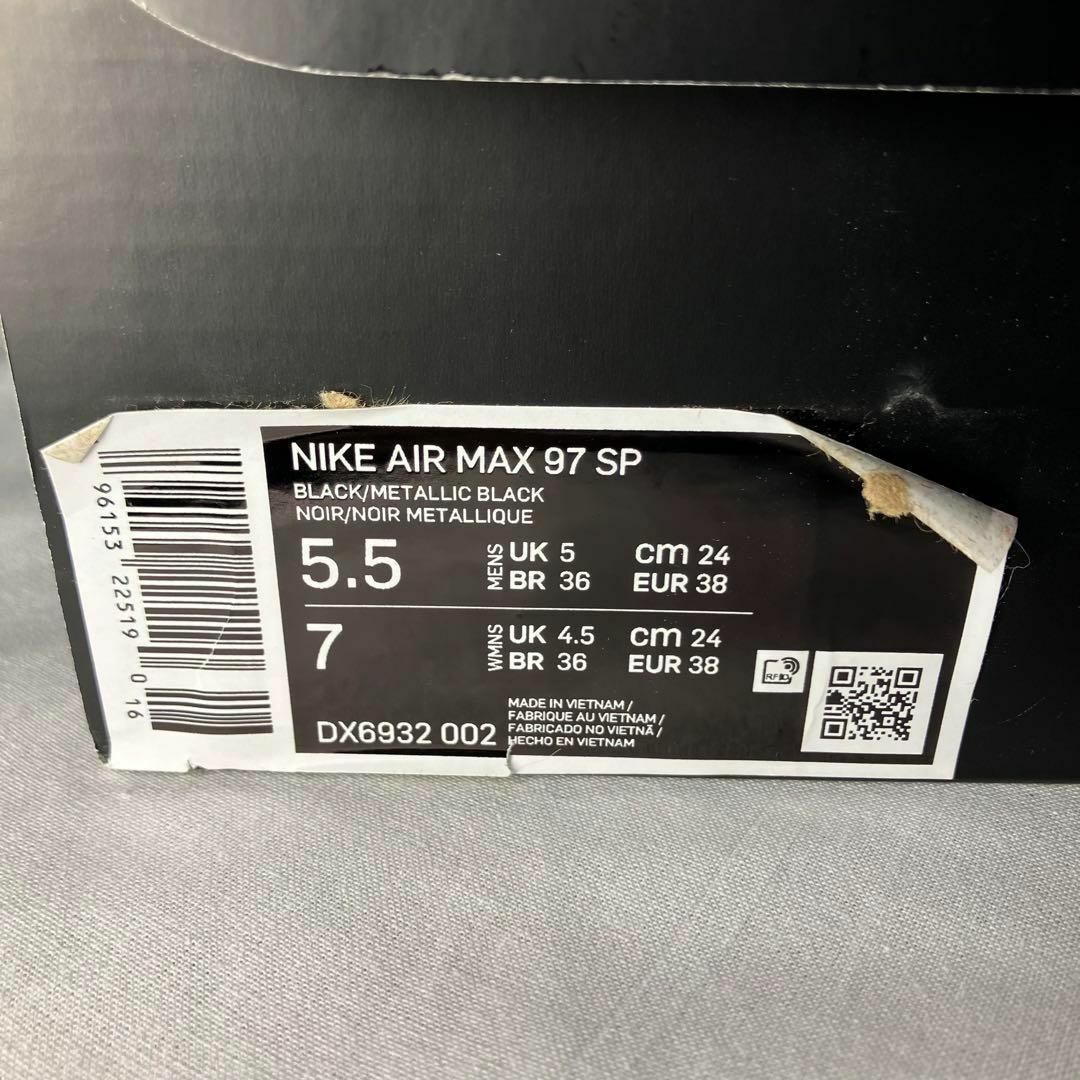 96153 22519 0 16
NIKE AIR MAX 97 SP
BLACK/METALLIC BLACK
NOIR/NOIR METALLIQUE
5.5 MENS UK 5 cm 24
BR 36 EUR 38
7 WMNS UK 4.5 cm 24
BR 36 EUR 38
RFID
DX6932 002
MADE IN VIETNAM /
FABRIQUE AU VIETNAM /
FABRICADO NO VIETNÃ /
HECHO EN VIETNAM